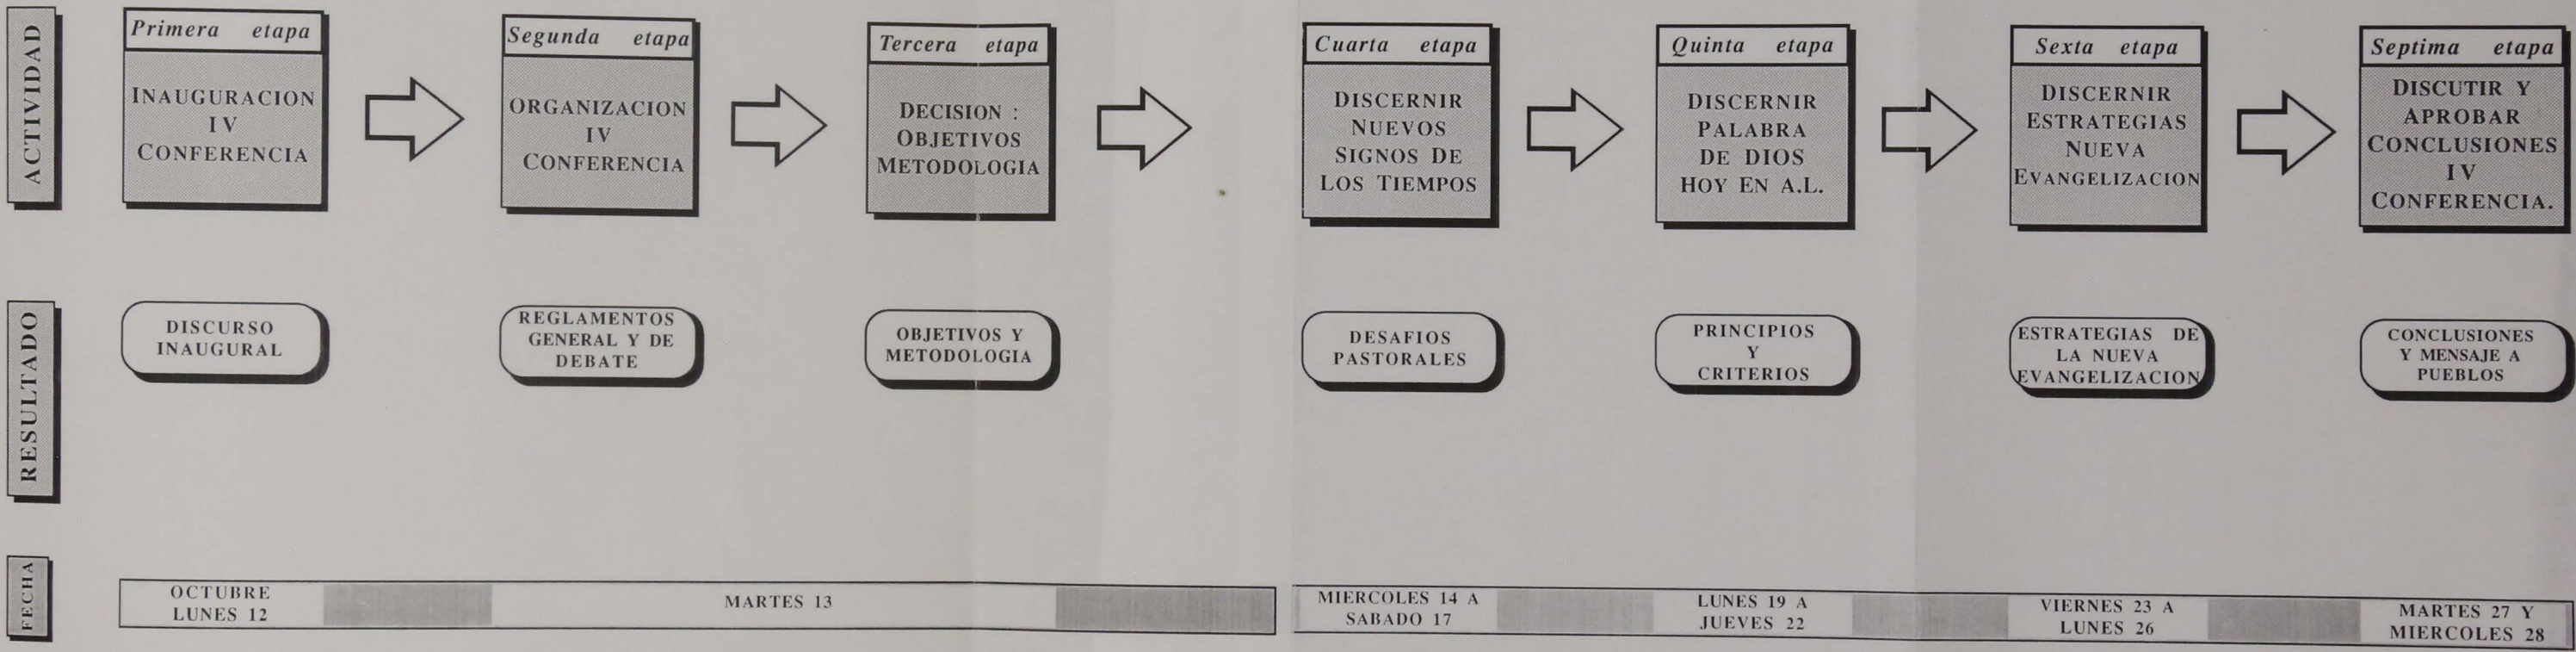 ACTIVIDAD
Primera etapa
INAUGURACION
IV
CONFERENCIA
Segunda etapa
ORGANIZACION
IV
CONFERENCIA
Tercera etapa
DECISION :
OBJETIVOS
METODOLOGIA
Cuarta etapa
DISCERNIR
NUEVOS
SIGNOS DE
LOS TIEMPOS
Quinta etapa
DISCERNIR
PALABRA
DE DIOS
HOY EN A.L.
Sexta etapa
DISCERNIR
ESTRATEGIAS
NUEVA
EVANGELIZACION
Septima etapa
DISCUTIR Y
APROBAR
CONCLUSIONES
IV
CONFERENCIA.
RESULTADO
DISCURSO
INAUGURAL
REGLAMENTOS
GENERAL Y DE
DEBATE
OBJETIVOS Y
METODOLOGIA
DESAFIOS
PASTORALES
PRINCIPIOS
Y
CRITERIOS
ESTRATEGIAS DE
LA NUEVA
EVANGELIZACION
CONCLUSIONES
Y MENSAJE A
PUEBLOS
FECHA
OCTUBRE
LUNES 12
MARTES 13
MIERCOLES 14 A
SABADO 17
LUNES 19 A
JUEVES 22
VIERNES 23 A
LUNES 26
MARTES 27 Y
MIERCOLES 28